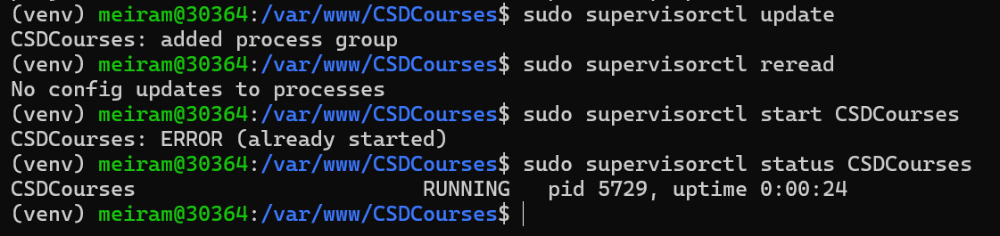 (venv) meiram@30364:/var/www/CSDCourses$ sudo supervisorctl update
CSDCourses: added process group
(venv) meiram@30364:/var/www/CSDCourses$ sudo supervisorctl reread
No config updates to processes
(venv) meiram@30364:/var/www/CSDCourses$ sudo supervisorctl start CSDCourses
CSDCourses: ERROR (already started)
(venv) meiram@30364:/var/www/CSDCourses$ sudo supervisorctl status CSDCourses
CSDCourses                       RUNNING   pid 5729, uptime 0:00:24
(venv) meiram@30364:/var/www/CSDCourses$